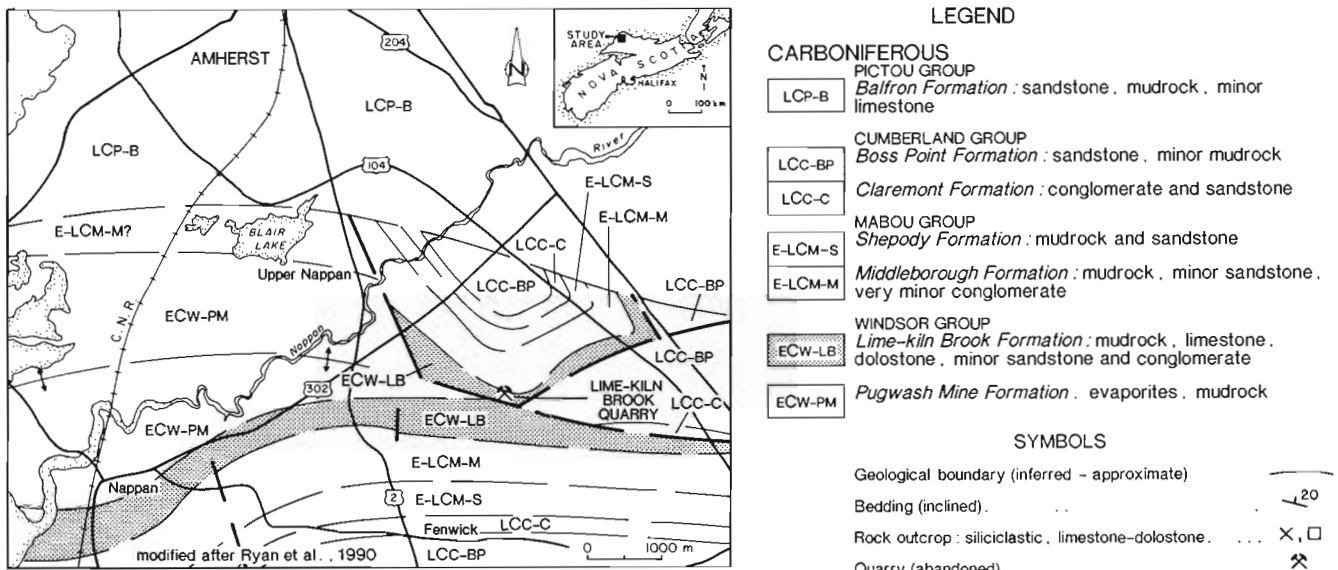 AMHERST
204
N
STUDY
AREA
NOVA SCOTIA
HALIFAX
0 100 km
LCP-B
LCP-B
104
River
E-LCM-S
E-LCM-M
E-LCM-M?
BLAIR
LAKE
Upper Nappan
LCC-C
LCC-BP
LCC-BP
C.N.R.
ECW-PM
Nappan
LCC-BP
302
ECW-LB
LIME-KILN
BROOK
QUARRY
LCC-C
ECW-PM
ECW-LB
E-LCM-M
Nappan
2
E-LCM-S
Fenwick
LCC-C
modified after Ryan et al., 1990
LCC-BP
0 1000 m
LEGEND
CARBONIFEROUS
PICTOU GROUP
LCP-B Balfron Formation : sandstone, mudrock, minor
limestone
CUMBERLAND GROUP
LCC-BP Boss Point Formation : sandstone, minor mudrock
LCC-C Claremont Formation : conglomerate and sandstone
MABOU GROUP
E-LCM-S Shepody Formation : mudrock and sandstone
E-LCM-M Middleborough Formation : mudrock, minor sandstone,
very minor conglomerate
WINDSOR GROUP
ECW-LB Lime-kiln Brook Formation : mudrock, limestone,
dolostone, minor sandstone and conglomerate
ECW-PM Pugwash Mine Formation. evaporites, mudrock
SYMBOLS
Geological boundary (inferred - approximate)
Bedding (inclined). .. . 20
Rock outcrop : siliciclastic, limestone-dolostone. ... ×, □
Quarry (abandoned)